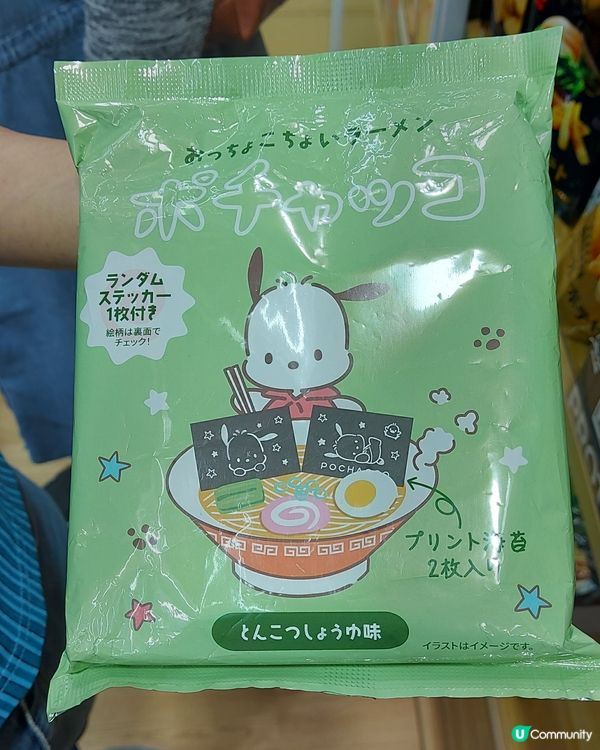 おっちょこちょいラーメン
ポチャッコ
ランダム
ステッカー
1枚付き
絵柄は裏面で
チェック!
POCHA
プリント海苔
2枚入り
とんこつしょうゆ味
イラストはイメージです。
U Community